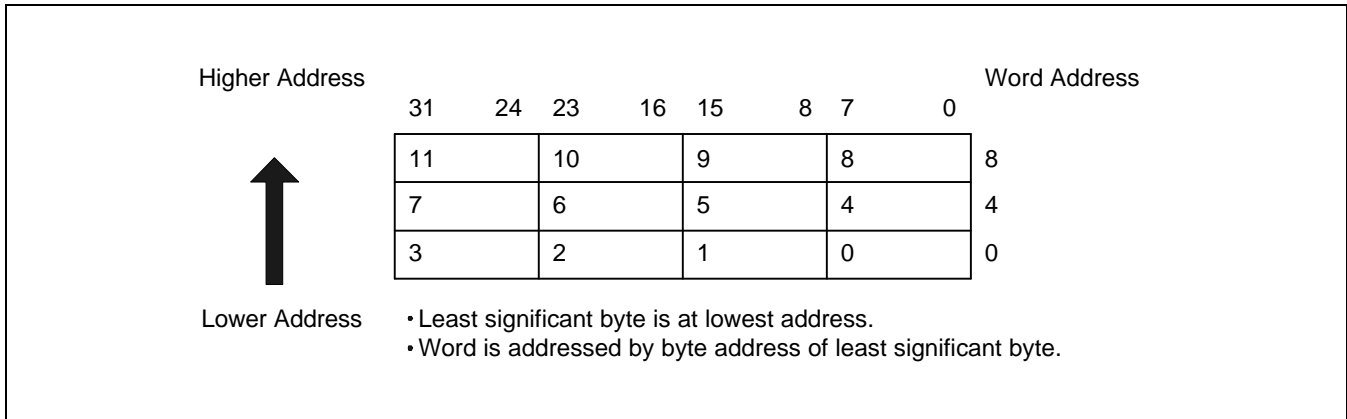 Higher Address Word Address
31 24 23 16 15 8 7 0
11 10 9 8 8
7 6 5 4 4
3 2 1 0 0
Lower Address • Least significant byte is at lowest address.
• Word is addressed by byte address of least significant byte.